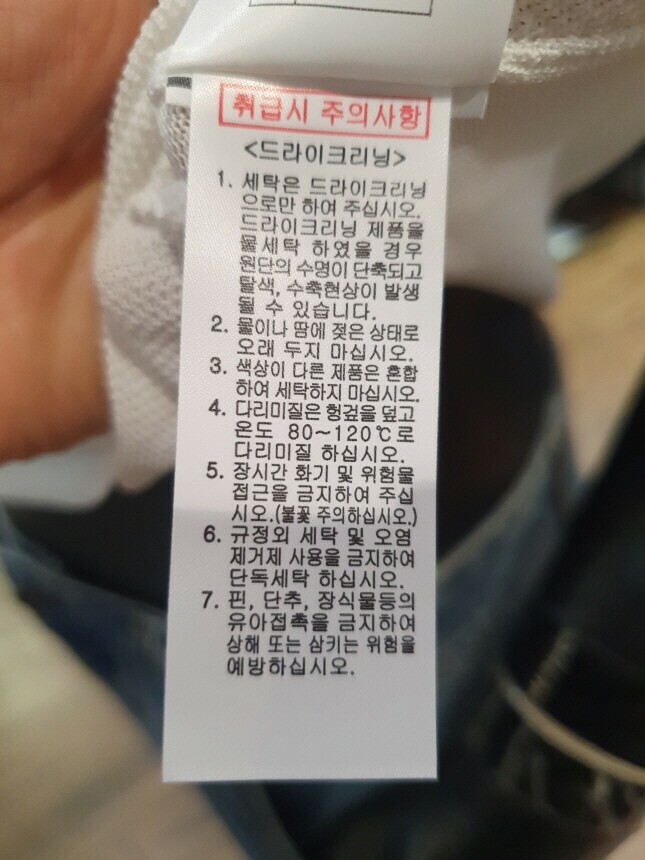 취급시 주의사항
<드라이크리닝>
1. 세탁은 드라이크리닝
으로만 하여 주십시오.
드라이크리닝 제품을
물세탁 하였을 경우
원단의 수명이 단축되고
탈색, 수축현상이 발생
될 수 있습니다.
2. 물이나 땀에 젖은 상태로
오래 두지 마십시오.
3. 색상이 다른 제품은 혼합
하여 세탁하지 마십시오.
4. 다리미질은 헝겊을 덮고
온도 80~120℃로
다리미질 하십시오.
5. 장시간 화기 및 위험물
접근을 금지하여 주십
시오.(불꽃 주의하십시오.)
6. 규정외 세탁 및 오염
제거제 사용을 금지하여
단독세탁 하십시오.
7. 핀, 단추, 장식물등의
유아접촉을 금지하여
상해 또는 삼키는 위험을
예방하십시오.